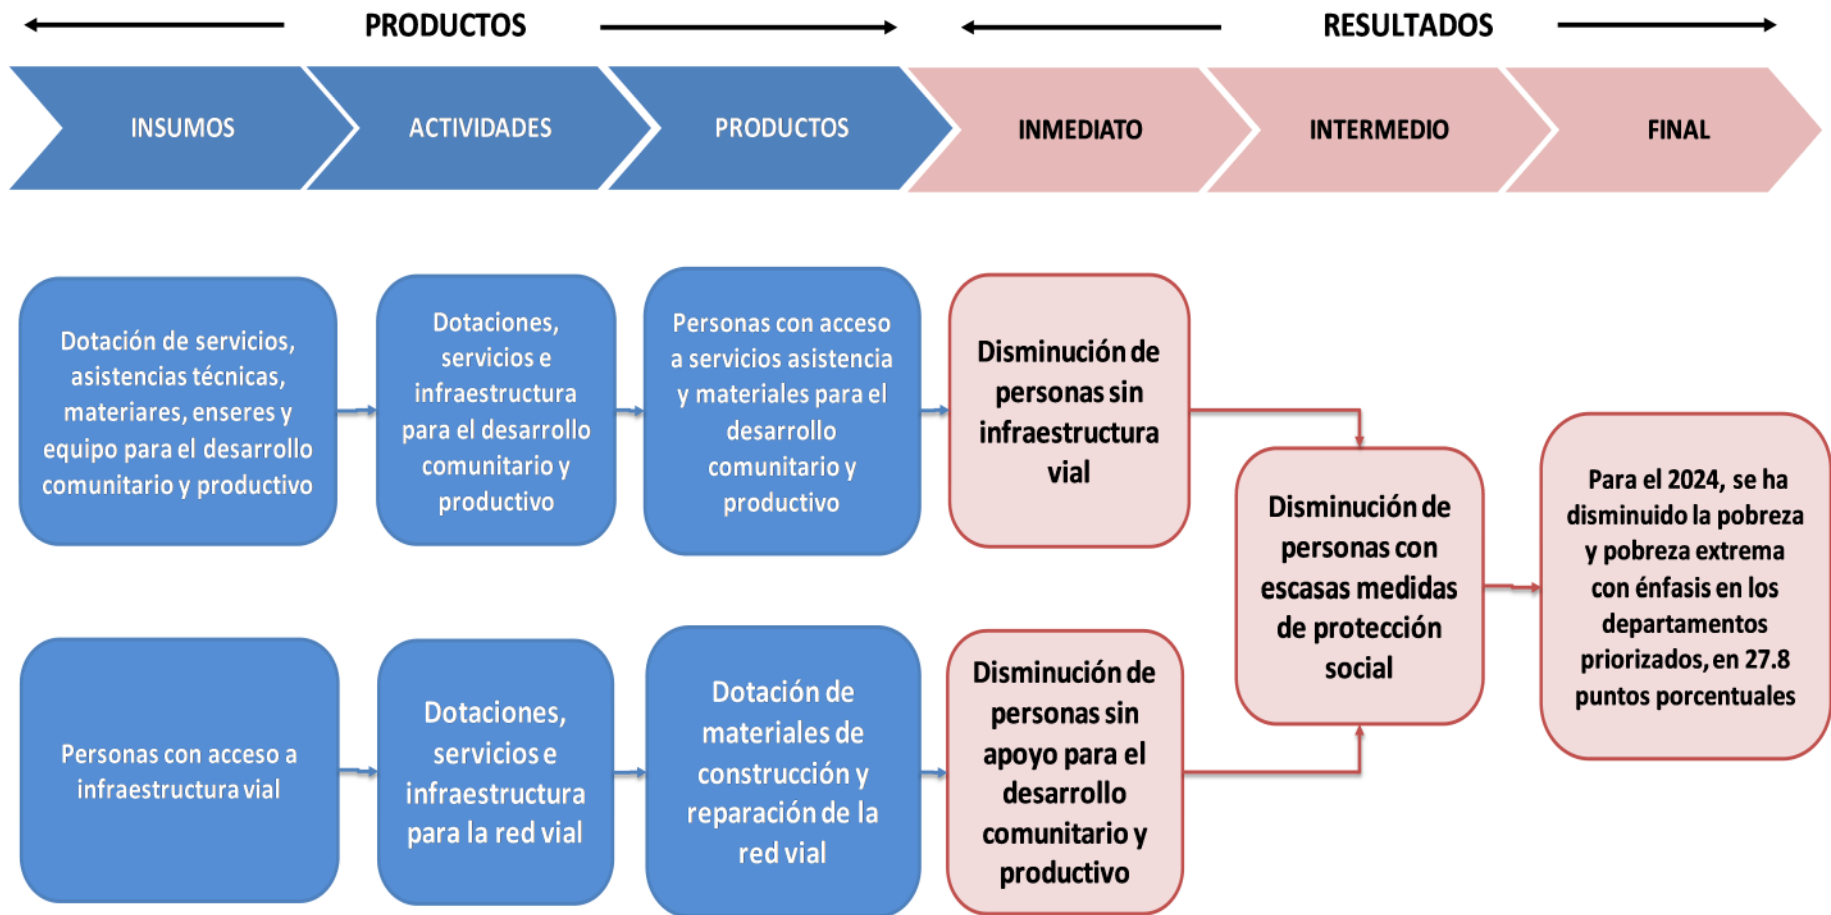 PRODUCTOS
RESULTADOS
INSUMOS
ACTIVIDADES
PRODUCTOS
INMEDIATO
INTERMEDIO
FINAL
Dotación de servicios,
asistencias técnicas,
materiares, enseres y
equipo para el desarrollo
comunitario y productivo
Dotaciones,
servicios e
infraestructura
para el desarrollo
comunitario y
productivo
Personas con acceso
a servicios asistencia
y materiales para el
desarrollo
comunitario y
productivo
Disminución de
personas sin
infraestructura
vial
Disminución de
personas con
escasas medidas
de protección
social
Para el 2024, se ha
disminuido la pobreza
y pobreza extrema
con énfasis en los
departamentos
priorizados, en 27.8
puntos porcentuales
Personas con acceso a
infraestructura vial
Dotaciones,
servicios e
infraestructura
para la red vial
Dotación de
materiales de
construcción y
reparación de la
red vial
Disminución de
personas sin
apoyo para el
desarrollo
comunitario y
productivo